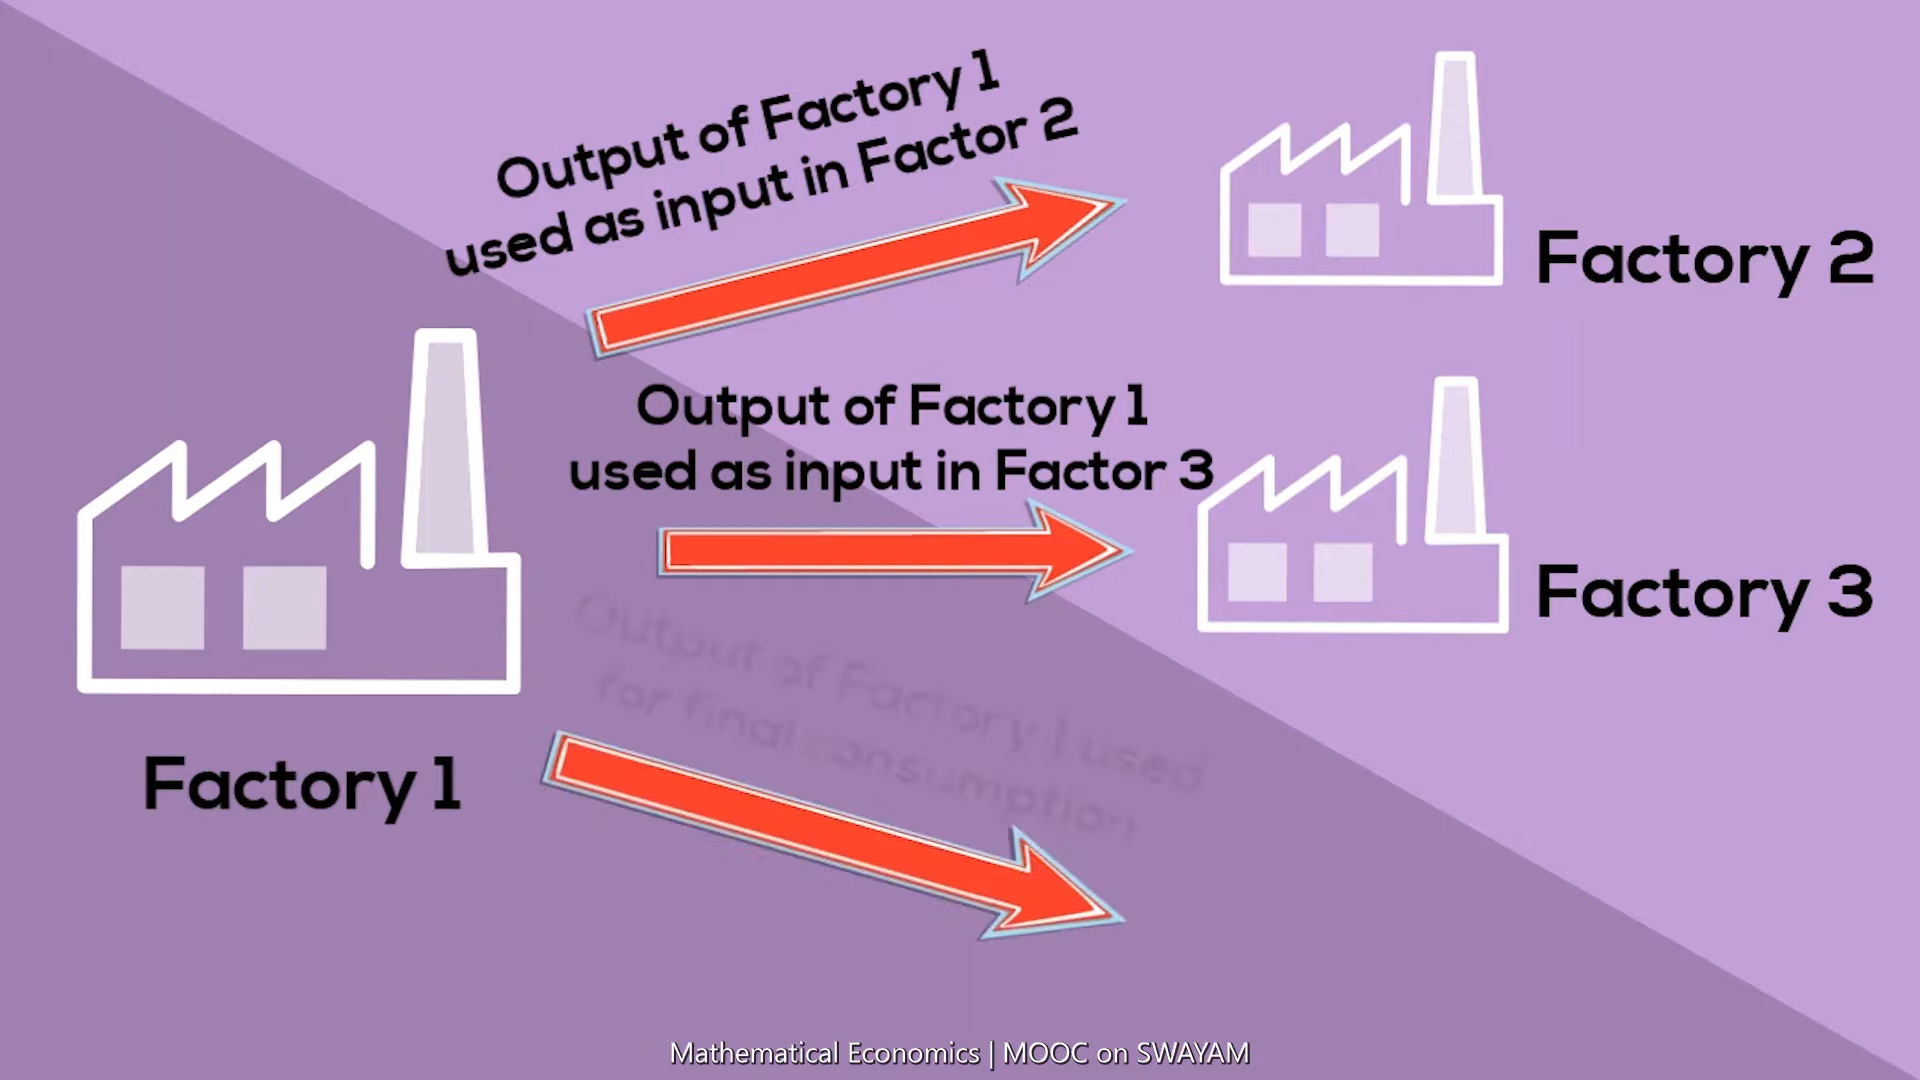 Output of Factory 1
used as input in Factor 2
Factory 2
Output of Factory 1
used as input in Factor 3
Factory 3
Output of Factory 1 used
for final consumption
Factory 1
Mathematical Economics | MOOC on SWAYAM